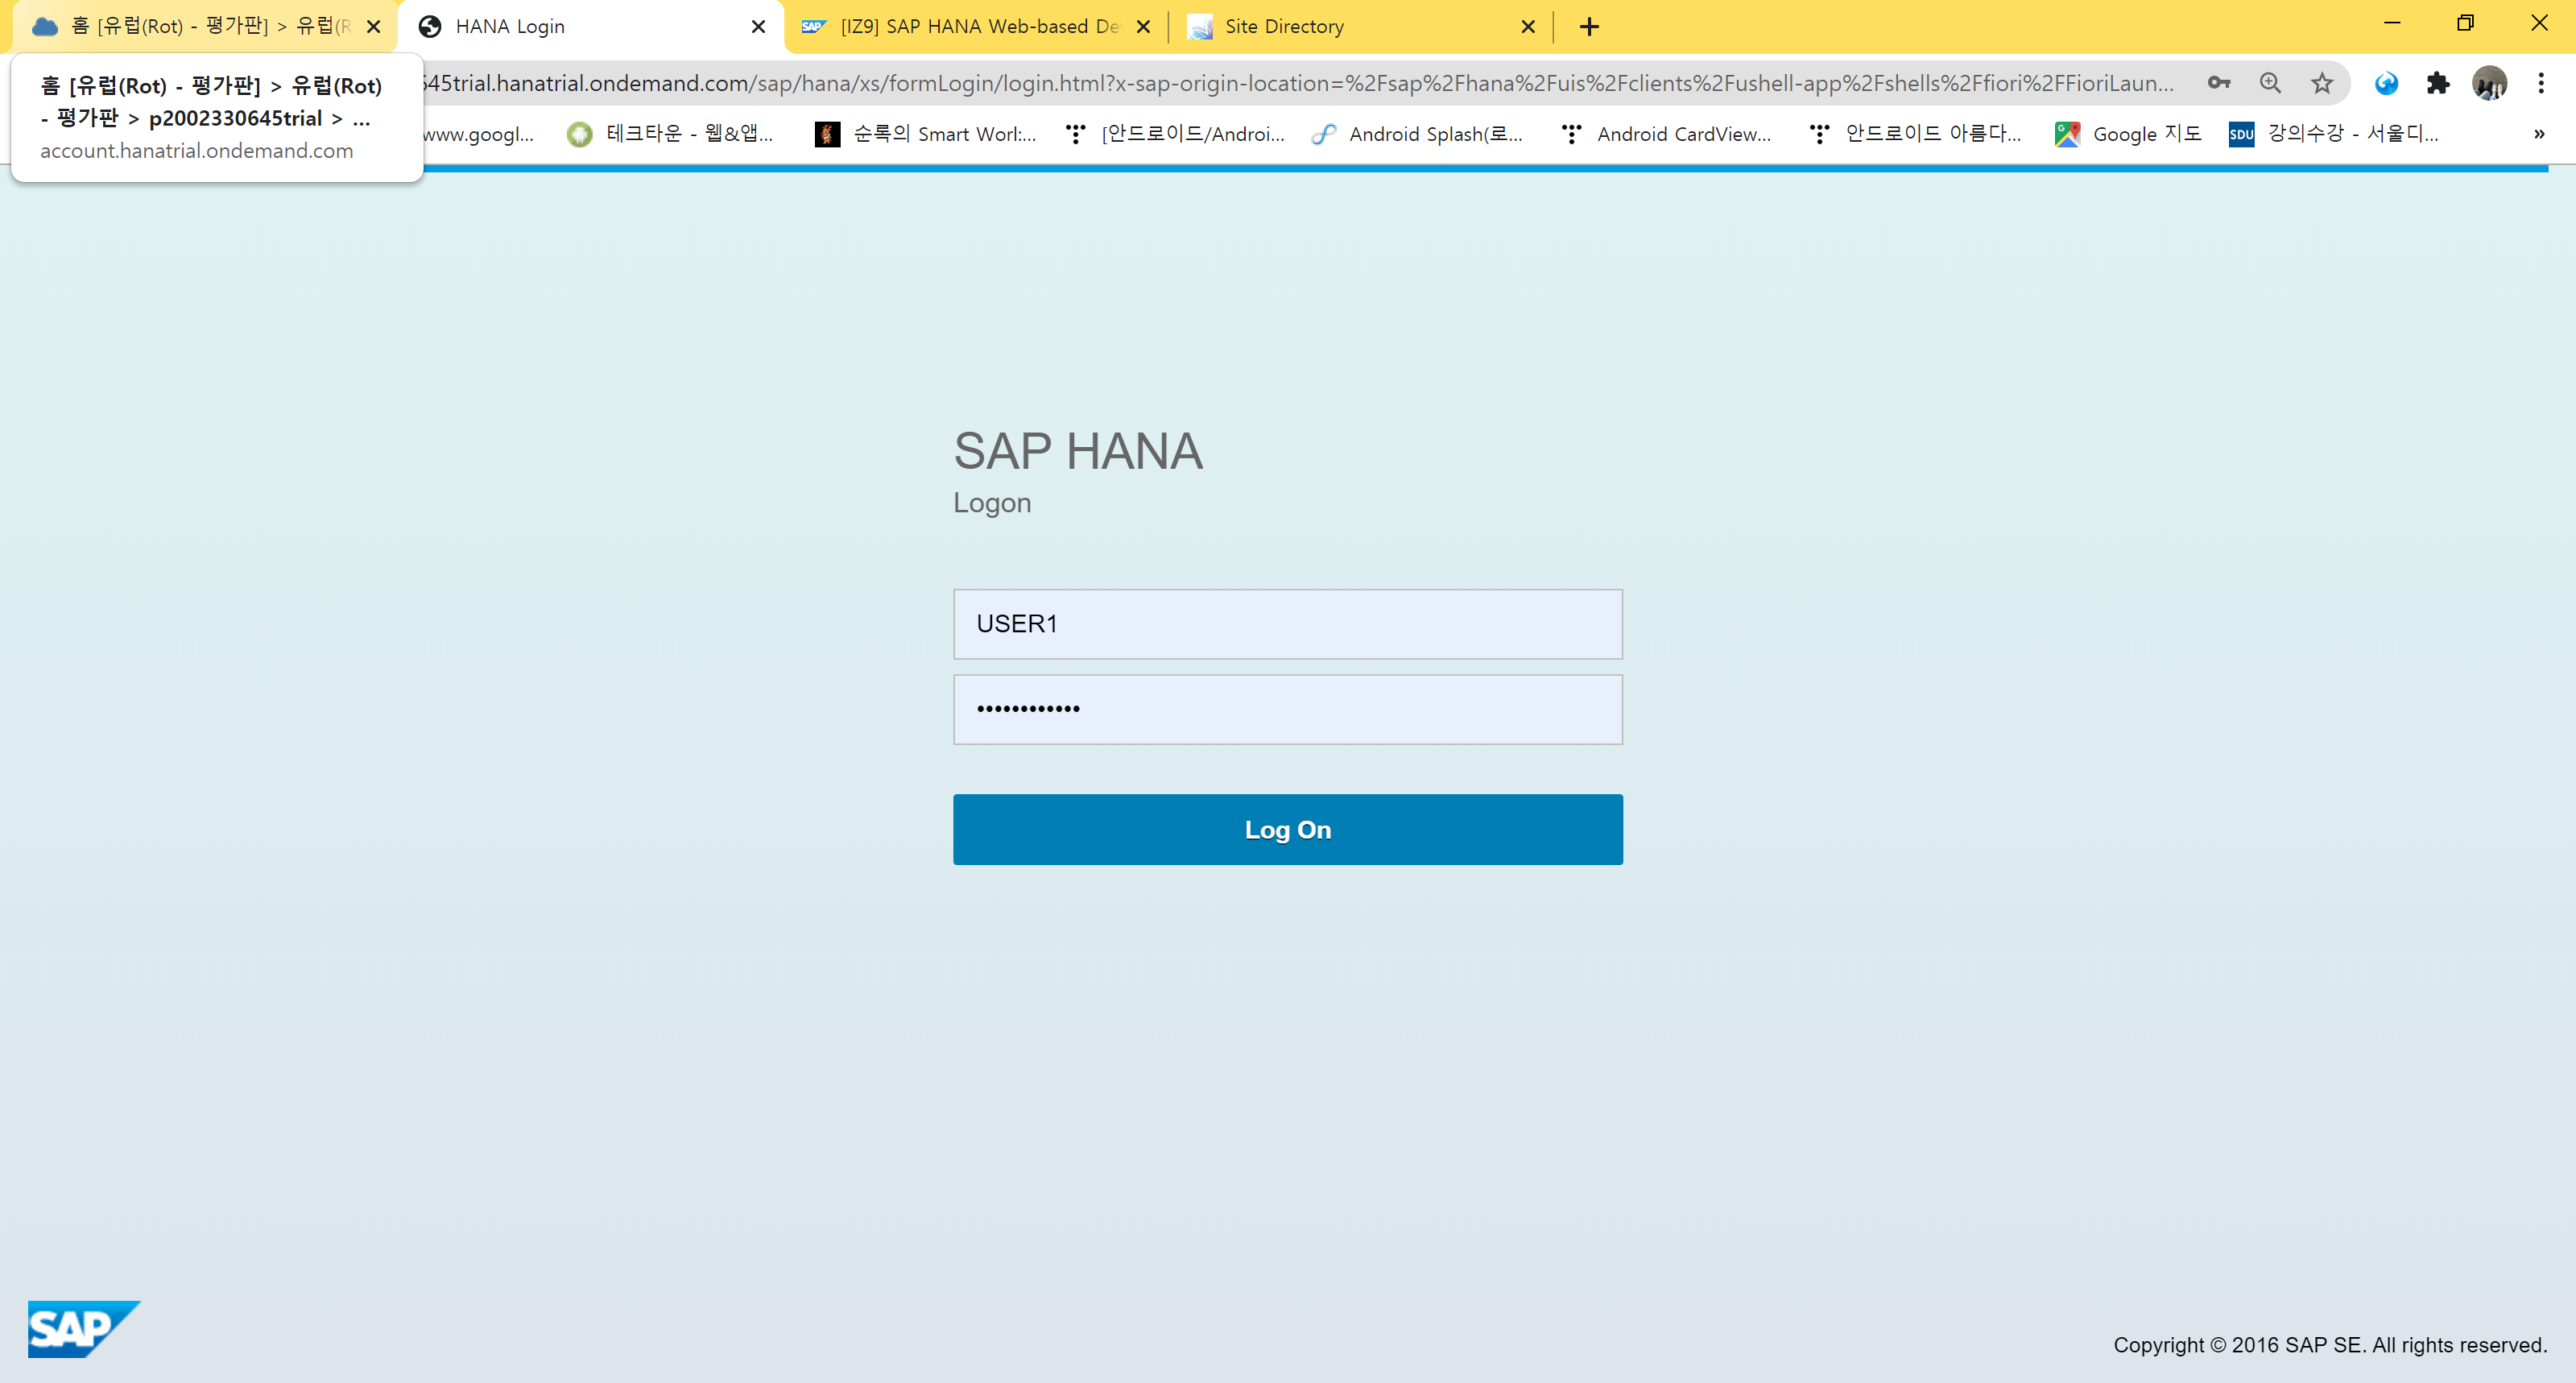 홈 [유럽(Rot) - 평가판] > 유럽(R
HANA Login
[IZ9] SAP HANA Web-based De
Site Directory
홈 [유럽(Rot) - 평가판] > 유럽(Rot)
- 평가판 > p2002330645trial > ...
account.hanatrial.ondemand.com
645trial.hanatrial.ondemand.com/sap/hana/xs/formLogin/login.html?x-sap-origin-location=%2Fsap%2Fhana%2Fuis%2Fclients%2Fushell-app%2Fshells%2Ffiori%2FFioriLaun...
www.googl...
테크타운 - 웹&앱...
순록의 Smart Worl:...
[안드로이드/Androi...
Android Splash(로...
Android CardView...
안드로이드 아름다...
Google 지도
SDU
강의수강 - 서울디...
»
SAP HANA
Logon
USER1
••••••••••••
Log On
SAP
Copyright © 2016 SAP SE. All rights reserved.